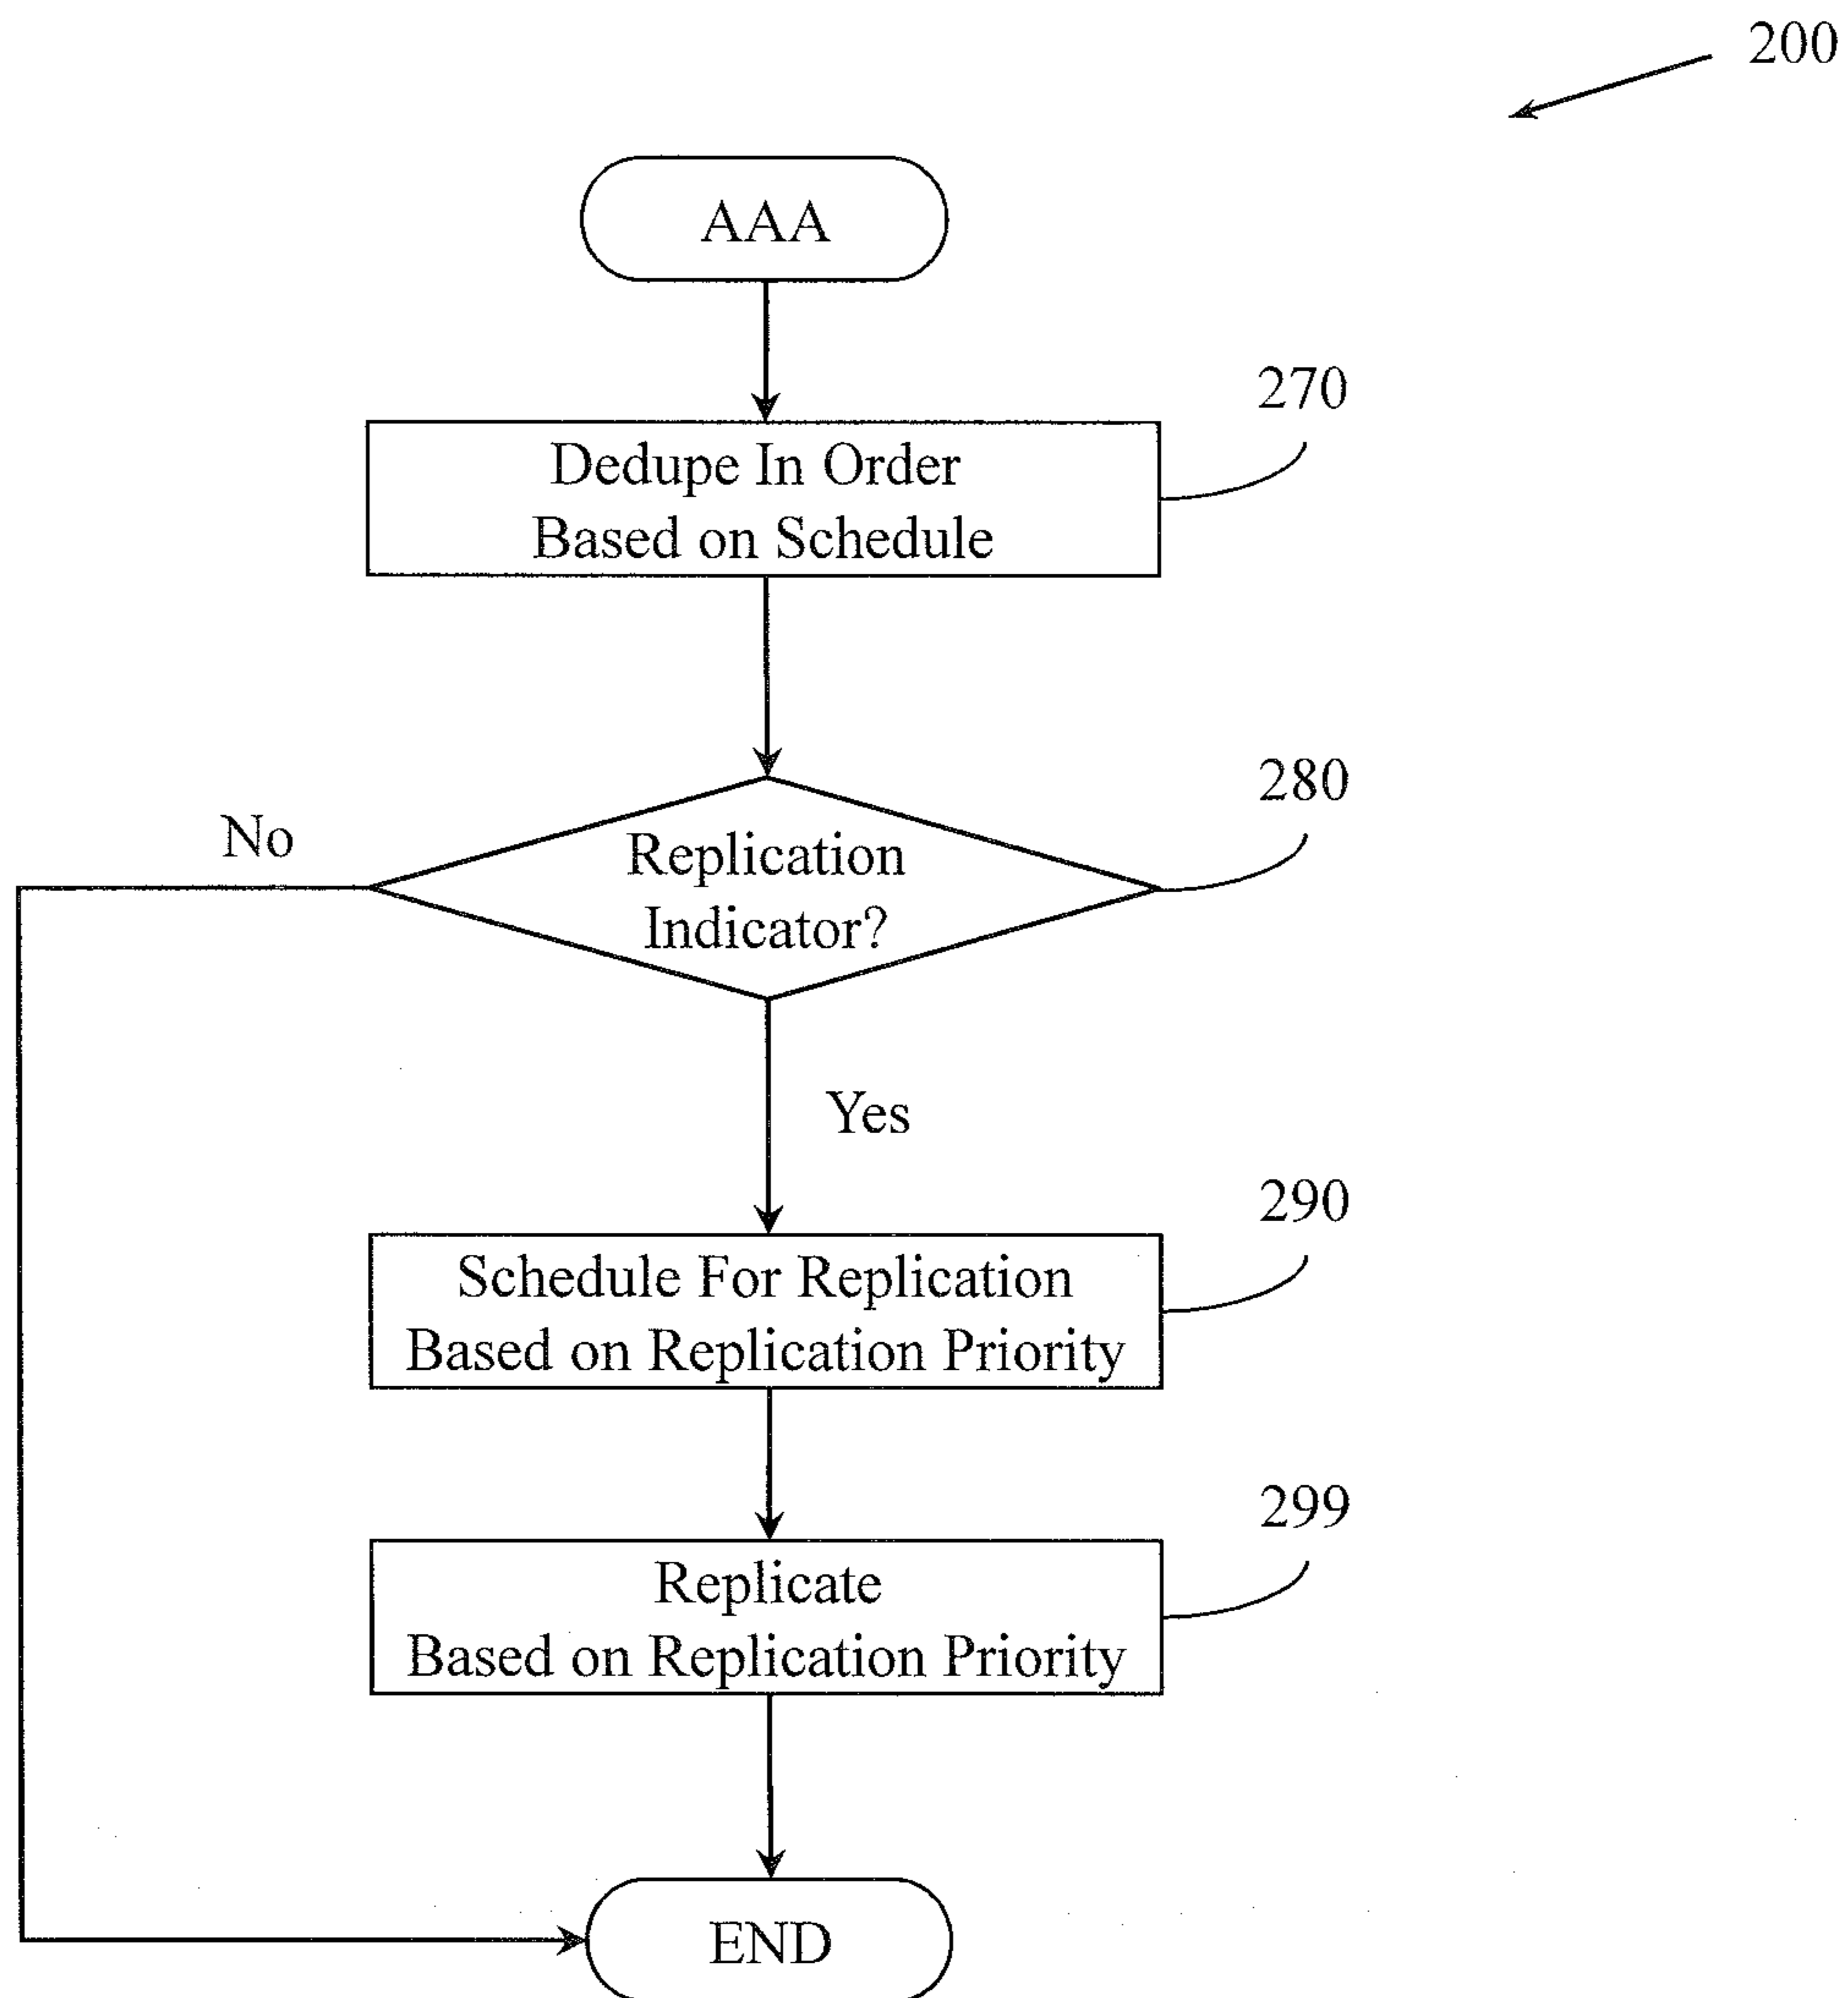 200
AAA
270
Dedupe In Order
Based on Schedule
280
No
Replication
Indicator?
Yes
290
Schedule For Replication
Based on Replication Priority
299
Replicate
Based on Replication Priority
END